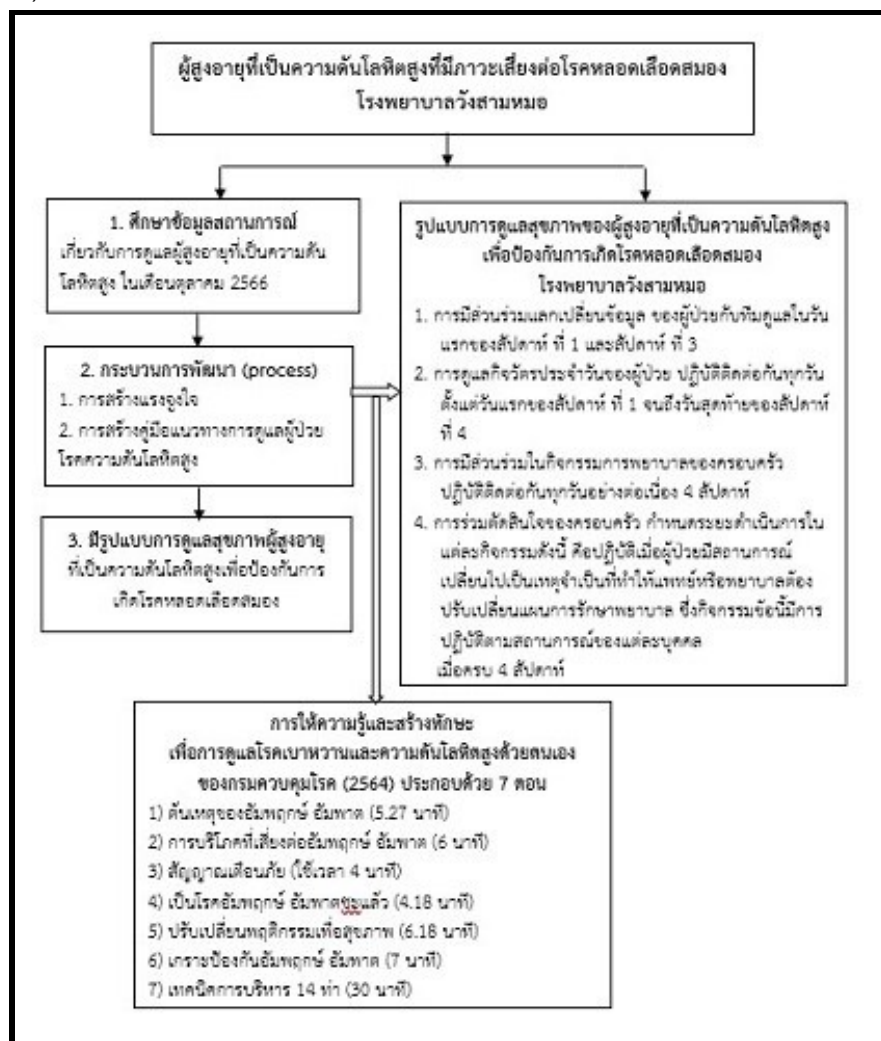 ผู้สูงอายุที่เป็นความดันโลหิตสูงที่มีภาวะเสี่ยงต่อโรคหลอดเลือดสมอง
โรงพยาบาลวังสามหมอ
1. ศึกษาข้อมูลสถานการณ์
เกี่ยวกับการดูแลผู้สูงอายุที่เป็นความดัน
โลหิตสูง ในเดือนตุลาคม 2566
2. กระบวนการพัฒนา (process)
1. การสร้างแรงจูงใจ
2. การสร้างคู่มือแนวทางการดูแลผู้ป่วย
โรคความดันโลหิตสูง
3. มีรูปแบบการดูแลสุขภาพผู้สูงอายุ
ที่เป็นความดันโลหิตสูงเพื่อป้องกันการ
เกิดโรคหลอดเลือดสมอง
รูปแบบการดูแลสุขภาพของผู้สูงอายุที่เป็นความดันโลหิตสูง
เพื่อป้องกันการเกิดโรคหลอดเลือดสมอง
โรงพยาบาลวังสามหมอ
1. การมีส่วนร่วมแลกเปลี่ยนข้อมูล ของผู้ป่วยกับทีมดูแลในวัน
แรกของสัปดาห์ ที่ 1 และสัปดาห์ ที่ 3
2. การดูแลกิจวัตรประจำวันของผู้ป่วย ปฏิบัติติดต่อกันทุกวัน
ตั้งแต่วันแรกของสัปดาห์ ที่ 1 จนถึงวันสุดท้ายของสัปดาห์
ที่ 4
3. การมีส่วนร่วมในกิจกรรมการพยาบาลของครอบครัว
ปฏิบัติติดต่อกันทุกวันอย่างต่อเนื่อง 4 สัปดาห์
4. การร่วมตัดสินใจของครอบครัว กำหนดระยะดำเนินการใน
แต่ละกิจกรรมดังนี้ คือปฏิบัติเมื่อผู้ป่วยมีสถานการณ์
เปลี่ยนไปเป็นเหตุจำเป็นที่ทำให้แพทย์หรือพยาบาลต้อง
ปรับเปลี่ยนแผนการรักษาพยาบาล ซึ่งกิจกรรมข้อนี้มีการ
ปฏิบัติตามสถานการณ์ของแต่ละบุคคล
เมื่อครบ 4 สัปดาห์
การให้ความรู้และสร้างทักษะ
เพื่อการดูแลโรคเบาหวานและความดันโลหิตสูงด้วยตนเอง
ของกรมควบคุมโรค (2564) ประกอบด้วย 7 ตอน
1) ต้นเหตุของอัมพฤกษ์ อัมพาต (5.27 นาที)
2) การบริโภคที่เสี่ยงต่ออัมพฤกษ์ อัมพาต (6 นาที)
3) สัญญาณเตือนภัย (ใช้เวลา 4 นาที)
4) เป็นโรคอัมพฤกษ์ อัมพาตซะแล้ว (4.18 นาที)
5) ปรับเปลี่ยนพฤติกรรมเพื่อสุขภาพ (6.18 นาที)
6) เกราะป้องกันอัมพฤกษ์ อัมพาต (7 นาที)
7) เทคนิคการบริหาร 14 ท่า (30 นาที)